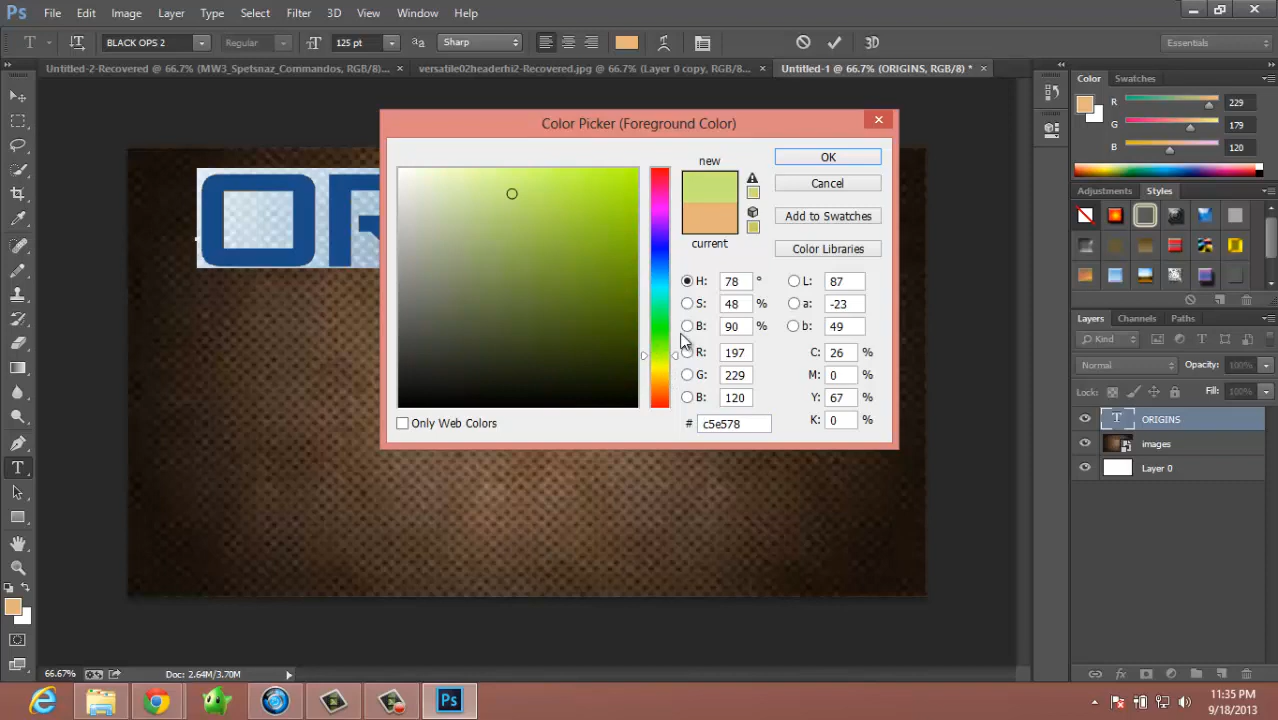 Ps File Edit Image Layer Type Select Filter 3D View Window Help
T BLACK OPS 2 Regular 125 pt Sharp 3D Essentials
Untitled-2-Recovered @ 66.7% (MW3_Spetsnaz_Commandos, RGB/8)... × versatile02headerhi2-Recovered.jpg @ 66.7% (Layer 0 copy, RGB/8... × Untitled-1 @ 66.7% (ORIGINS, RGB/8) * ×
Color Swatches
R 229
G 179
B 120
Adjustments Styles
Layers Channels Paths
Kind
Normal Opacity: 100%
Lock: Fill: 100%
T ORIGINS
images
Layer 0
fx
OR
Color Picker (Foreground Color)
new
current
OK
Cancel
Add to Swatches
Color Libraries
H: 78 ° L: 87
S: 48 % a: -23
B: 90 % b: 49
R: 197 C: 26 %
G: 229 M: 0 %
B: 120 Y: 67 %
# c5e578 K: 0 %
Only Web Colors
66.67% Doc: 2.64M/3.70M
Ps
11:35 PM
9/18/2013